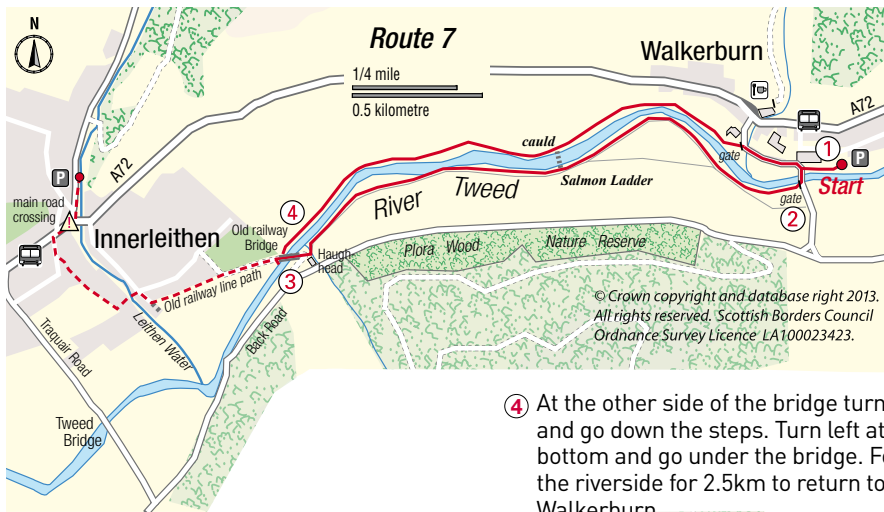 N
Route 7
1/4 mile
0.5 kilometre
Walkerburn
A72
1
P
Start
gate
gate
2
cauld
Salmon Ladder
River Tweed
A72
P
main road
crossing
Innerleithen
4
Old railway
Bridge
Haugh-
head
3
Old railway line path
Plora Wood Nature Reserve
Back Road
Leithen Water
Traquair Road
Tweed
Bridge
© Crown copyright and database right 2013.
All rights reserved. Scottish Borders Council
Ordnance Survey Licence LA100023423.
4 At the other side of the bridge turn
and go down the steps. Turn left at
bottom and go under the bridge.
the riverside for 2.5km to return to
Walkerburn